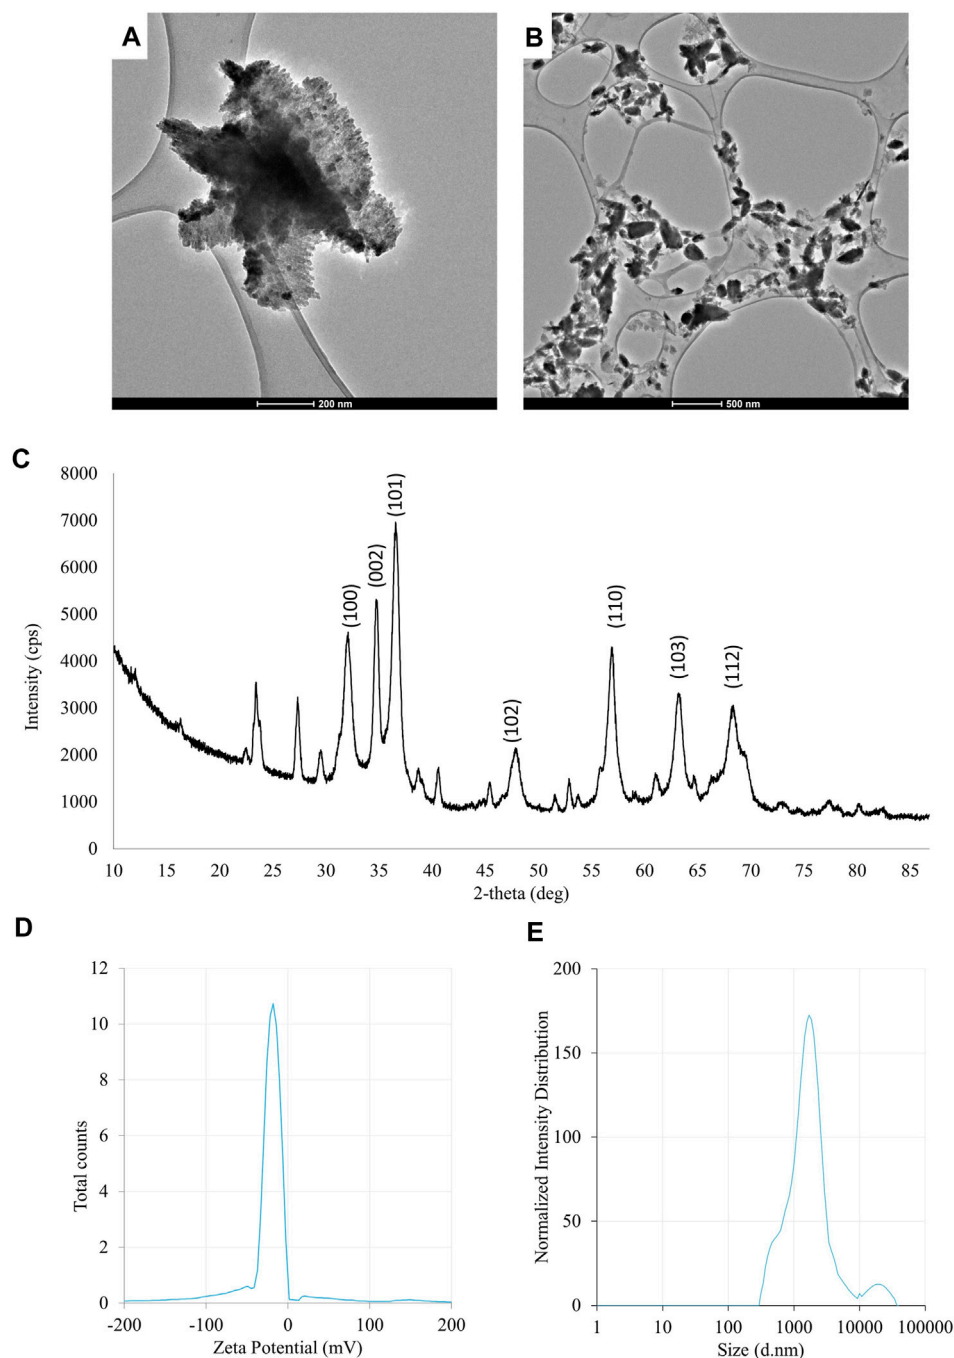 A
B
200 nm
500 nm
C
8000
7000
6000
5000
4000
3000
2000
1000
0
Intensity (cps)
(100)
(002)
(101)
(102)
(110)
(103)
(112)
10 15 20 25 30 35 40 45 50 55 60 65 70 75 80 85
2-theta (deg)
D
12
10
8
6
4
2
0
Total counts
-200 -100 0 100 200
Zeta Potential (mV)
E
200
150
100
50
0
Normalized Intensity Distribution
1 10 100 1000 10000 100000
Size (d.nm)